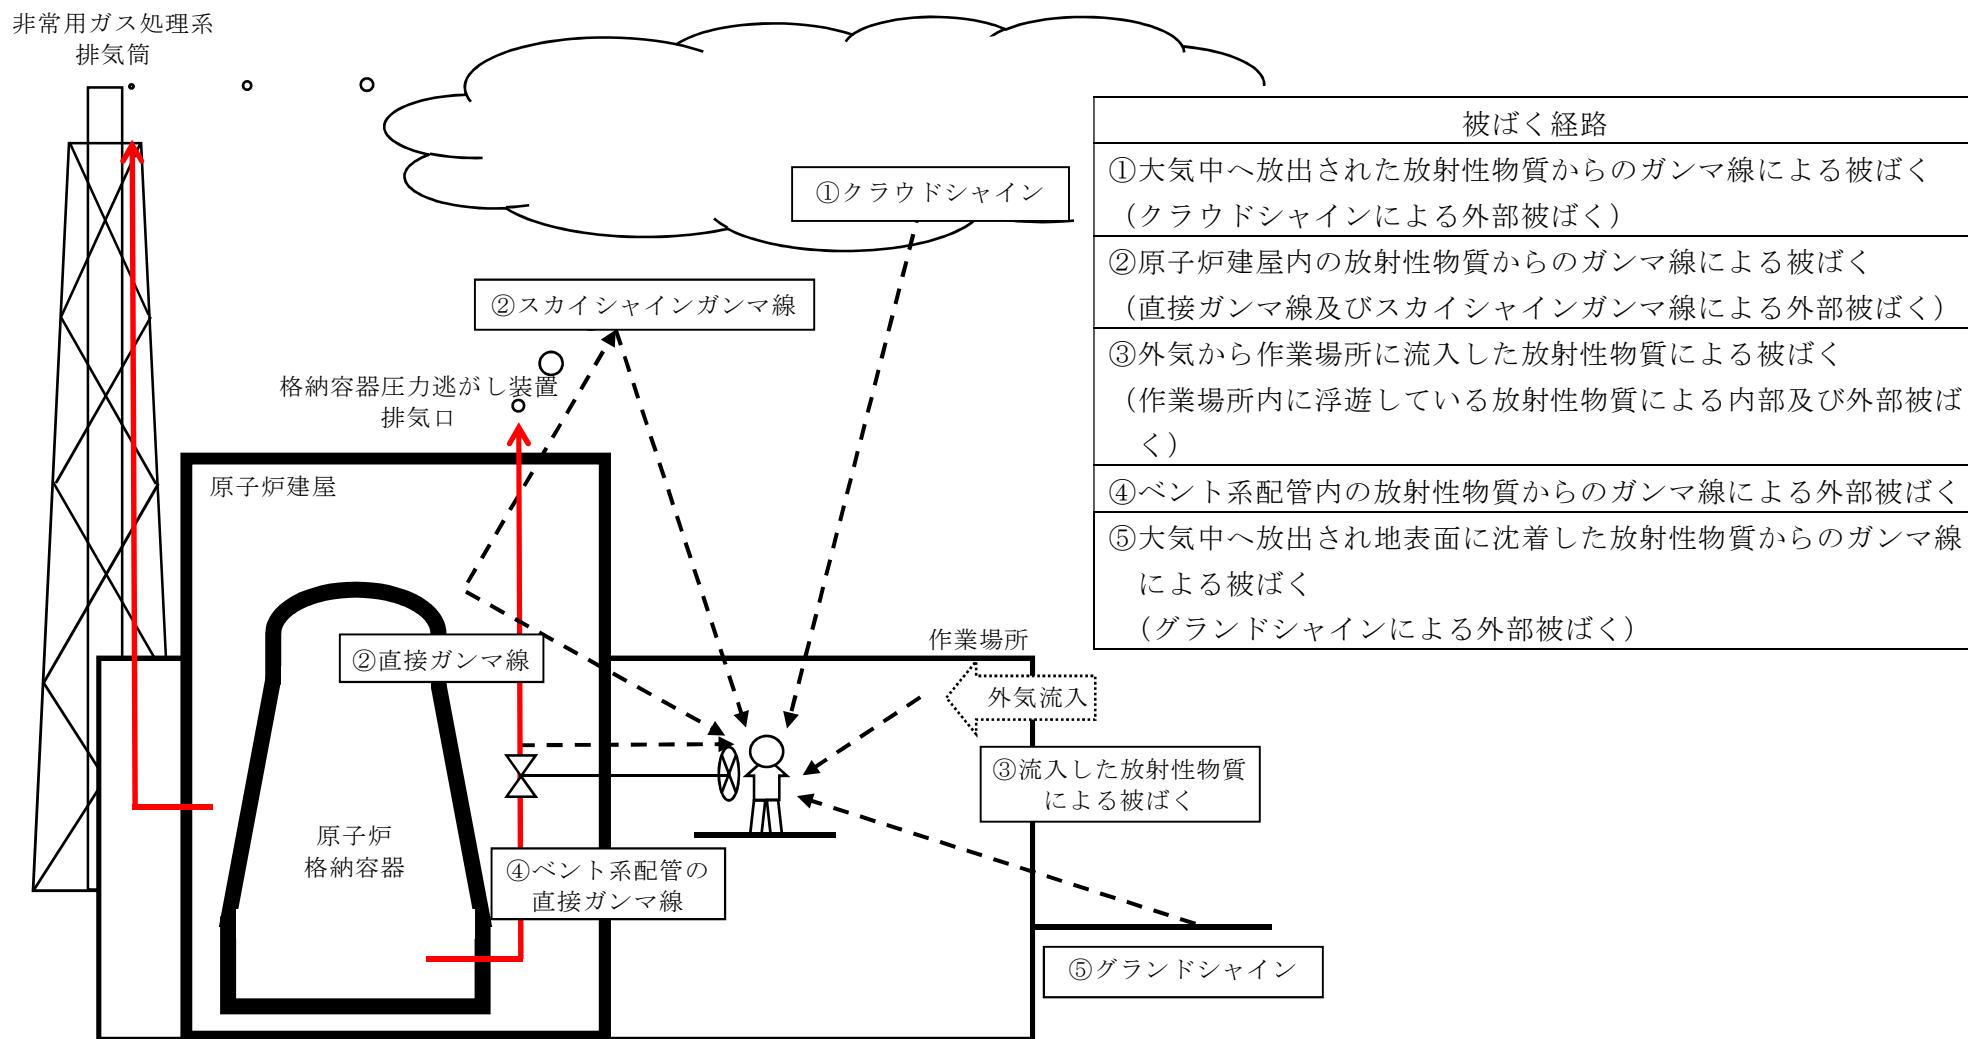 非常用ガス処理系
排気筒
①クラウドシャイン
②スカイシャインガンマ線
格納容器圧力逃がし装置
排気口
原子炉建屋
②直接ガンマ線
作業場所
外気流入
③流入した放射性物質
による被ばく
原子炉
格納容器
④ベント系配管の
直接ガンマ線
⑤グランドシャイン
被ばく経路
①大気中へ放出された放射性物質からのガンマ線による被ばく
（クラウドシャインによる外部被ばく）
②原子炉建屋内の放射性物質からのガンマ線による被ばく
（直接ガンマ線及びスカイシャインガンマ線による外部被ばく）
③外気から作業場所に流入した放射性物質による被ばく
（作業場所内に浮遊している放射性物質による内部及び外部被ば
く）
④ベント系配管内の放射性物質からのガンマ線による外部被ばく
⑤大気中へ放出され地表面に沈着した放射性物質からのガンマ線
による被ばく
（グランドシャインによる外部被ばく）